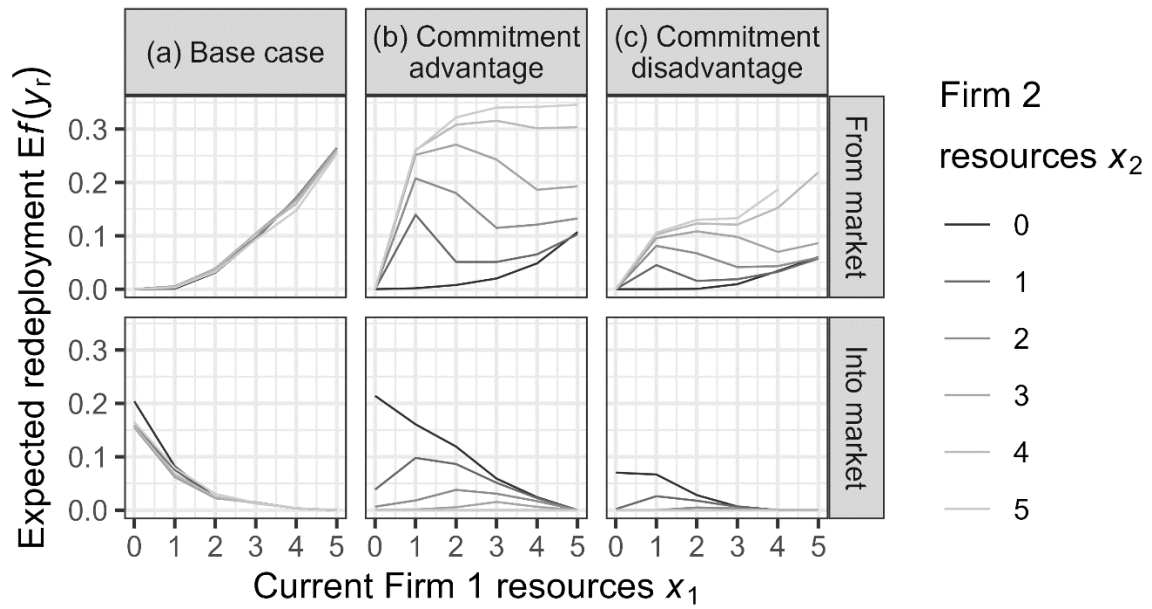 (a) Base case
(b) Commitment
advantage
(c) Commitment
disadvantage
Expected redeployment Ef(yᵣ)
0.3
0.2
0.1
0.0
From market
0.3
0.2
0.1
0.0
Into market
0 1 2 3 4 5
0 1 2 3 4 5
0 1 2 3 4 5
Current Firm 1 resources x₁
Firm 2
resources x₂
0
1
2
3
4
5